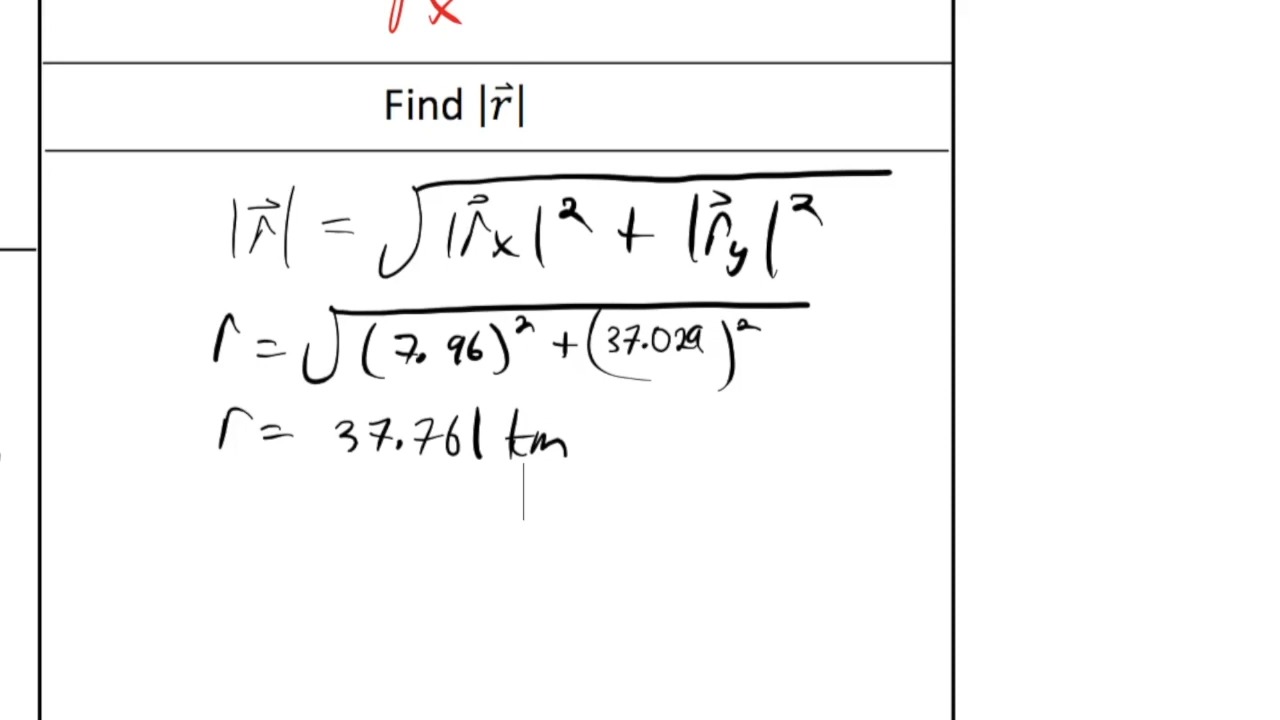 x
Find |r⃗|
|r⃗| = √|r⃗x|² + |r⃗y|²
r = √(7.96)² + (37.029)²
r = 37.761 km